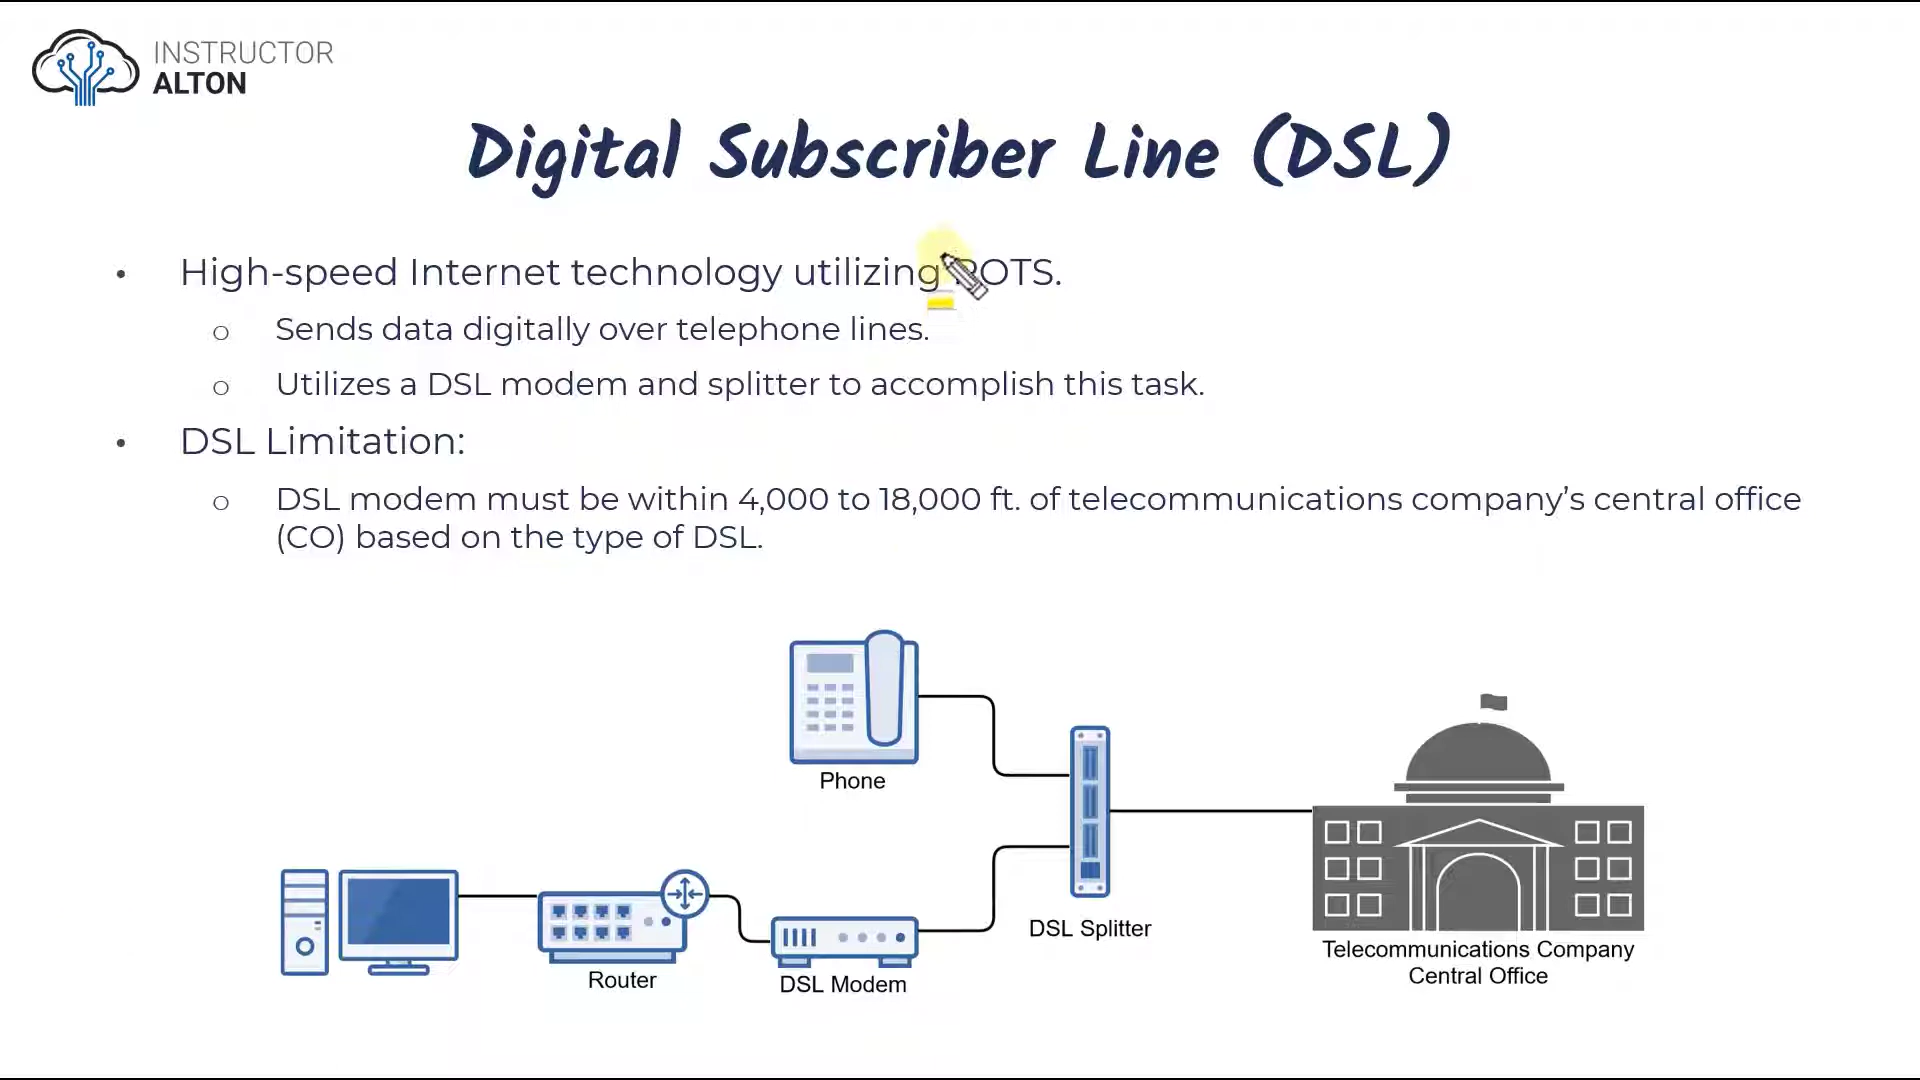 INSTRUCTOR
ALTON
Digital Subscriber Line (DSL)
• High-speed Internet technology utilizing POTS.
o Sends data digitally over telephone lines.
o Utilizes a DSL modem and splitter to accomplish this task.
• DSL Limitation:
o DSL modem must be within 4,000 to 18,000 ft. of telecommunications company’s central office
(CO) based on the type of DSL.
Phone
DSL Splitter
Router
DSL Modem
Telecommunications Company
Central Office